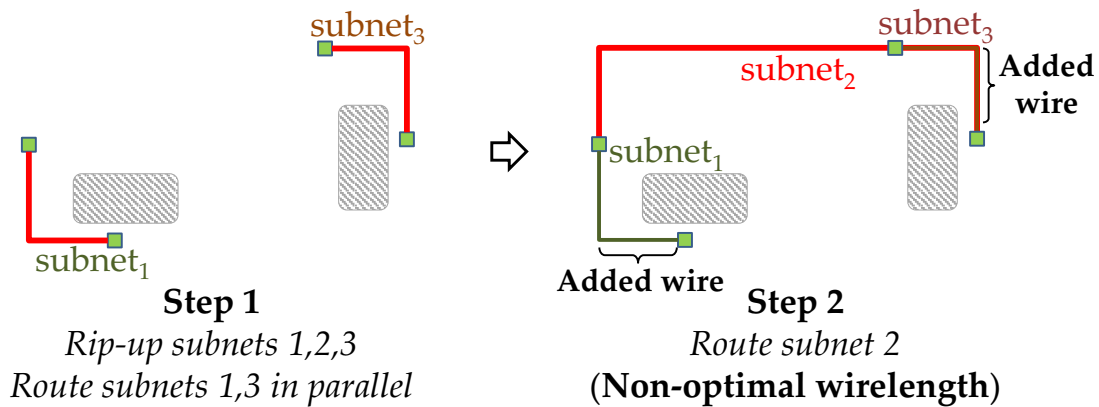 subnet₃
subnet₁
Step 1
Rip-up subnets 1,2,3
Route subnets 1,3 in parallel
subnet₃
subnet₂
Added
wire
subnet₁
Added wire
Step 2
Route subnet 2
(Non-optimal wirelength)